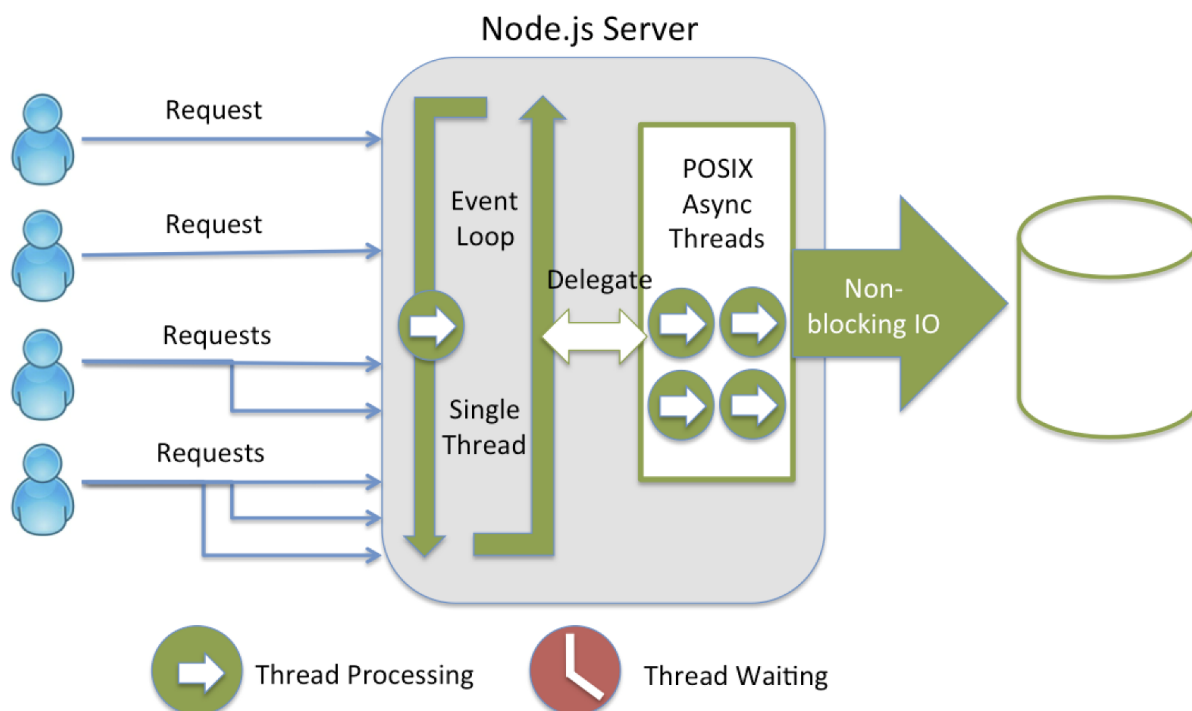 Node.js Server
Request
Request
Requests
Requests
Event
Loop
Single
Thread
Delegate
POSIX
Async
Threads
Non-
blocking IO
Thread Processing
Thread Waiting